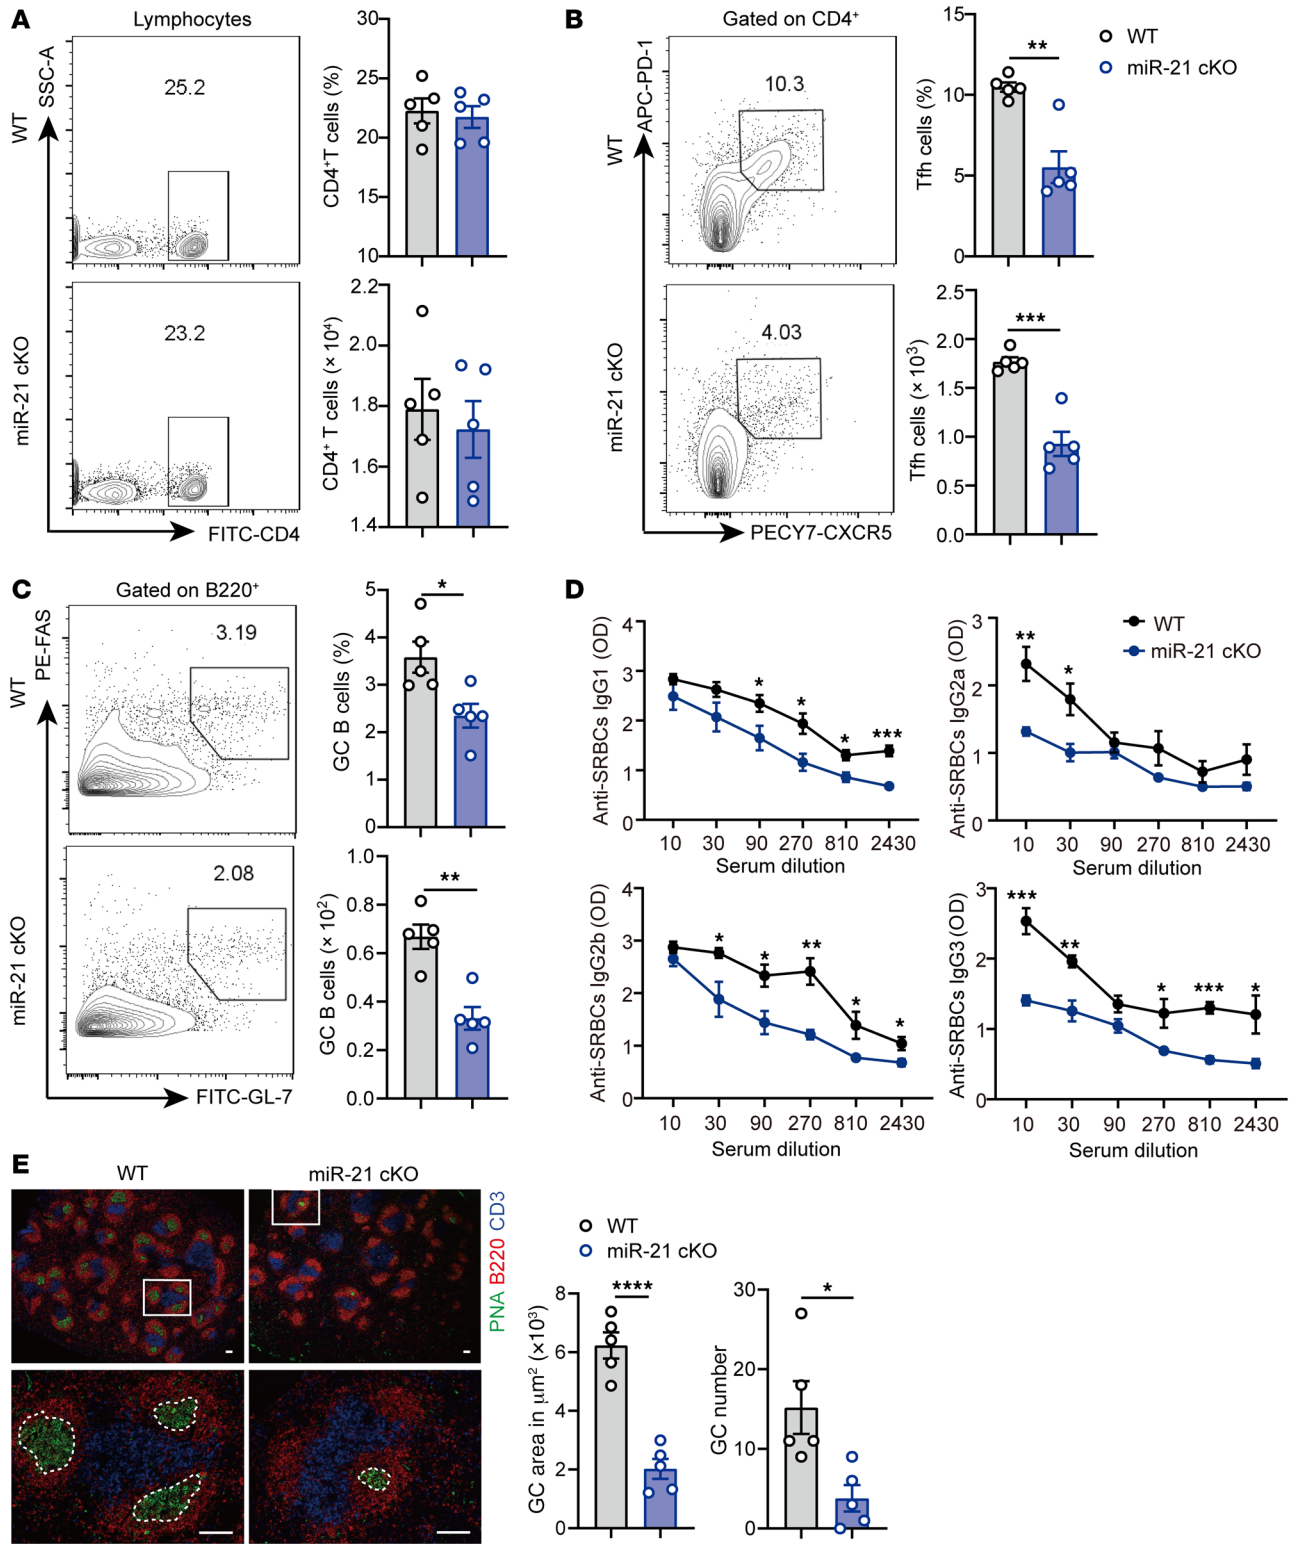 A
Lymphocytes
WT
SSC-A
25.2
miR-21 cKO
23.2
FITC-CD4
CD4⁺T cells (%)
30
25
20
15
10
CD4⁺ T cells (× 10⁴)
2.2
2.0
1.8
1.6
1.4
B
Gated on CD4⁺
WT
APC-PD-1
10.3
miR-21 cKO
4.03
PECY7-CXCR5
Tfh cells (%)
15
10
5
0
**
WT
miR-21 cKO
Tfh cells (× 10³)
2.5
2.0
1.5
1.0
0.5
0.0
***
C
Gated on B220⁺
WT
PE-FAS
3.19
miR-21 cKO
2.08
FITC-GL-7
GC B cells (%)
5
4
3
2
1
0
*
GC B cells (× 10²)
1.0
0.8
0.6
0.4
0.2
0.0
**
D
Anti-SRBCs IgG1 (OD)
4
3
2
1
0
* * * ***
10 30 90 270 810 2430
Serum dilution
Anti-SRBCs IgG2a (OD)
3
2
1
0
** *
WT
miR-21 cKO
10 30 90 270 810 2430
Serum dilution
Anti-SRBCs IgG2b (OD)
4
3
2
1
0
* * ** * *
10 30 90 270 810 2430
Serum dilution
Anti-SRBCs IgG3 (OD)
3
2
1
0
*** ** * *** *
10 30 90 270 810 2430
Serum dilution
E
WT
miR-21 cKO
PNA B220 CD3
WT
miR-21 cKO
GC area in μm² (×10³)
8
6
4
2
0
****
GC number
30
20
10
0
*